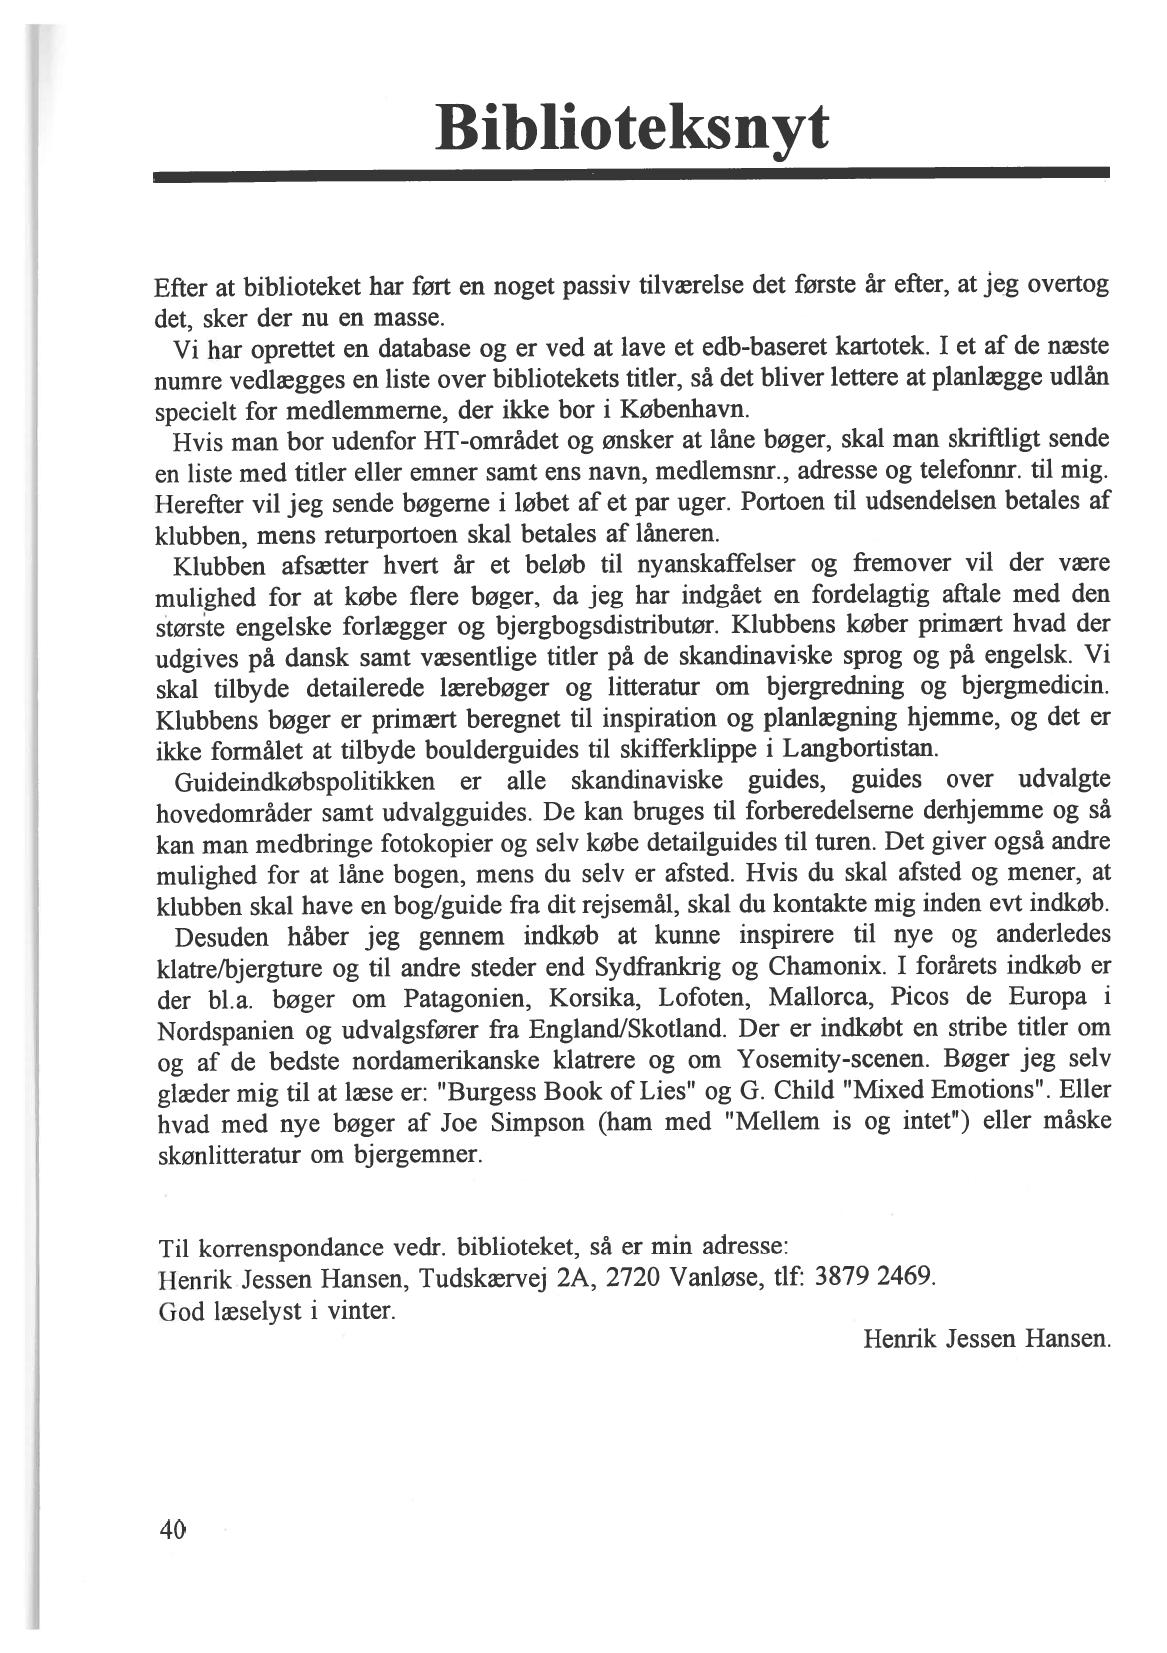 Biblioteksnyt
Efter at biblioteket har ført en noget passiv tilværelse det første år efter, at jeg overtog
det, sker der nu en masse.
Vi har oprettet en database og er ved at lave et edb-baseret kartotek. I et af de næste
numre vedlægges en liste over bibliotekets titler, så det bliver lettere at planlægge udlån
specielt for medlemmerne, der ikke bor i København.
Hvis man bor udenfor HT-området og ønsker at låne bøger, skal man skriftligt sende
en liste med titler eller emner samt ens navn, medlemsnr., adresse og telefonnr. til mig.
Herefter vil jeg sende bøgerne i løbet af et par uger. Portoen til udsendelsen betales af
klubben, mens returportoen skal betales af låneren.
Klubben afsætter hvert år et beløb til nyanskaffelser og fremover vil der være
mulighed for at købe flere bøger, da jeg har indgået en fordelagtig aftale med den
største engelske forlægger og bjergbogsdistributør. Klubbens køber primært hvad der
udgives på dansk samt væsentlige titler på de skandinaviske sprog og på engelsk. Vi
skal tilbyde detailerede lærebøger og litteratur om bjergredning og bjergmedicin.
Klubbens bøger er primært beregnet til inspiration og planlægning hjemme, og det er
ikke formålet at tilbyde boulderguides til skifferklippe i Langbortistan.
Guideindkøbspolitikken er alle skandinaviske guides, guides over udvalgte
hovedområder samt udvalgguides. De kan bruges til forberedelserne derhjemme og så
kan man medbringe fotokopier og selv købe detailguides til turen. Det giver også andre
mulighed for at låne bogen, mens du selv er afsted. Hvis du skal afsted og mener, at
klubben skal have en bog/guide fra dit rejsemål, skal du kontakte mig inden evt indkøb.
Desuden håber jeg gennem indkøb at kunne inspirere til nye og anderledes
klatre/bjergture og til andre steder end Sydfrankrig og Chamonix. I forårets indkøb er
der bl.a. bøger om Patagonien, Korsika, Lofoten, Mallorca, Picos de Europa i
Nordspanien og udvalgsfører fra England/Skotland. Der er indkøbt en stribe titler om
og af de bedste nordamerikanske klatrere og om Yosemity-scenen. Bøger jeg selv
glæder mig til at læse er: "Burgess Book of Lies" og G. Child "Mixed Emotions". Eller
hvad med nye bøger af Joe Simpson (ham med "Mellem is og intet") eller måske
skønlitteratur om bjergemner.
Til korrenspondance vedr. biblioteket, så er min adresse:
Henrik Jessen Hansen, Tudskærvej 2A, 2720 Vanløse, tlf: 3879 2469.
God læselyst i vinter.
Henrik Jessen Hansen.
40